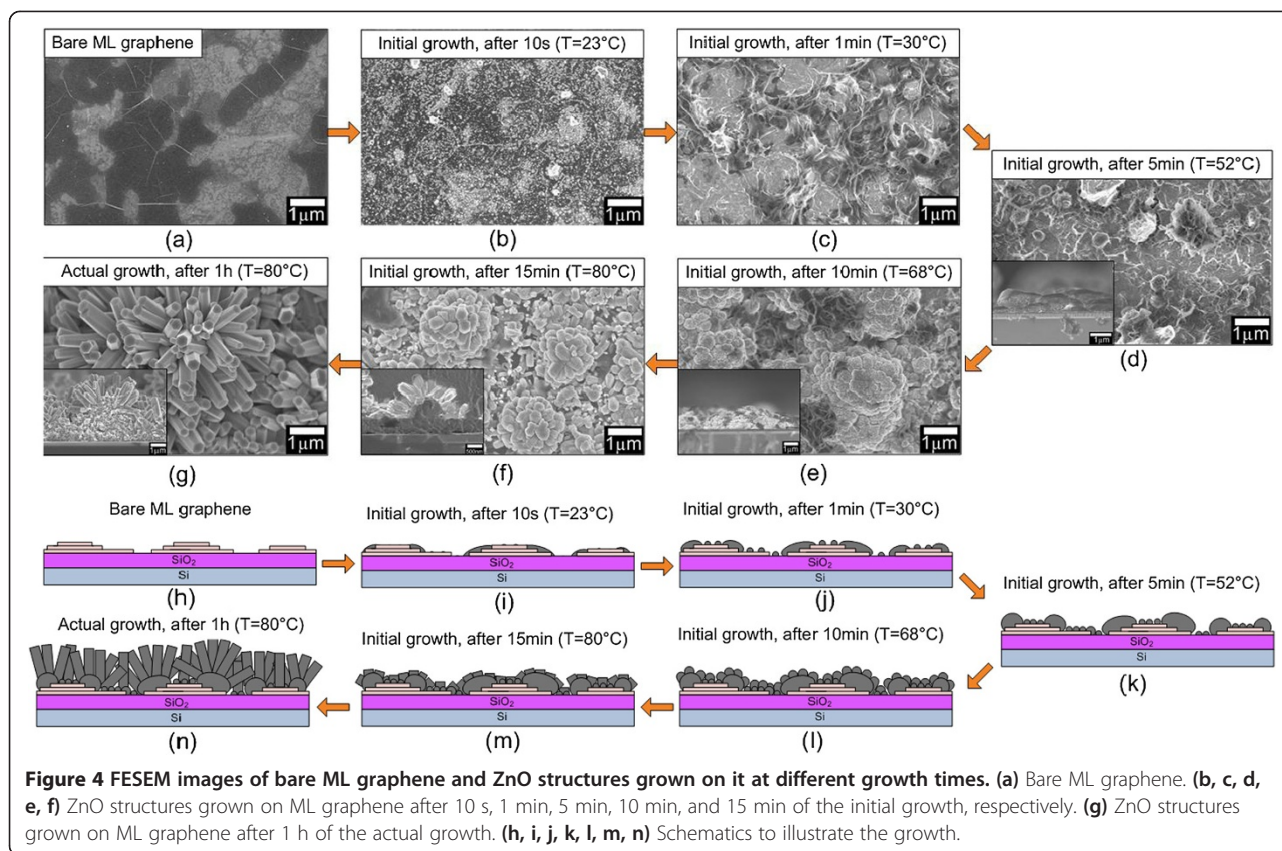 Bare ML graphene
1μm
(a)
Initial growth, after 10s (T=23°C)
1μm
(b)
Initial growth, after 1min (T=30°C)
1μm
(c)
Initial growth, after 5min (T=52°C)
1μm
1μm
(d)
Actual growth, after 1h (T=80°C)
1μm
1μm
(g)
Initial growth, after 15min (T=80°C)
500nm
1μm
(f)
Initial growth, after 10min (T=68°C)
1μm
1μm
(e)
Bare ML graphene
SiO2
Si
(h)
Initial growth, after 10s (T=23°C)
SiO2
Si
(i)
Initial growth, after 1min (T=30°C)
SiO2
Si
(j)
Initial growth, after 5min (T=52°C)
SiO2
Si
(k)
Actual growth, after 1h (T=80°C)
SiO2
Si
(n)
Initial growth, after 15min (T=80°C)
SiO2
Si
(m)
Initial growth, after 10min (T=68°C)
SiO2
Si
(l)
Figure 4 FESEM images of bare ML graphene and ZnO structures grown on it at different growth times. (a) Bare ML graphene. (b, c, d,
e, f) ZnO structures grown on ML graphene after 10 s, 1 min, 5 min, 10 min, and 15 min of the initial growth, respectively. (g) ZnO structures
grown on ML graphene after 1 h of the actual growth. (h, i, j, k, l, m, n) Schematics to illustrate the growth.